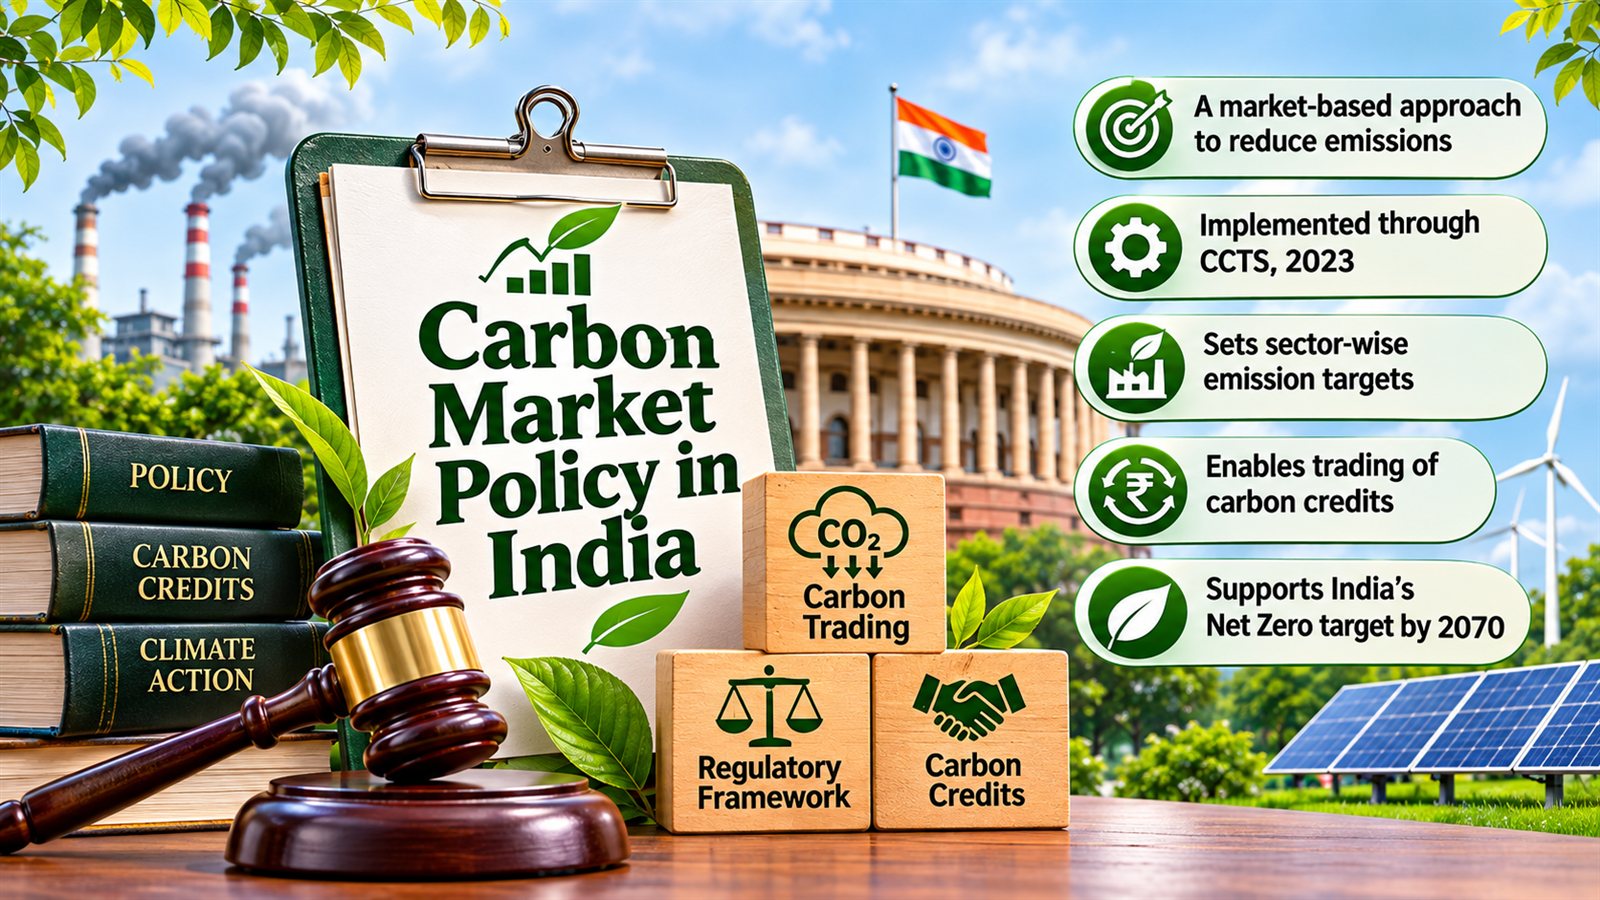 Carbon
Market
Policy in
India
POLICY
CARBON
CREDITS
CLIMATE
ACTION
CO₂
Carbon
Trading
Regulatory
Framework
Carbon
Credits
A market-based approach
to reduce emissions
Implemented through
CCTS, 2023
Sets sector-wise
emission targets
₹
Enables trading of
carbon credits
Supports India's
Net Zero target by 2070